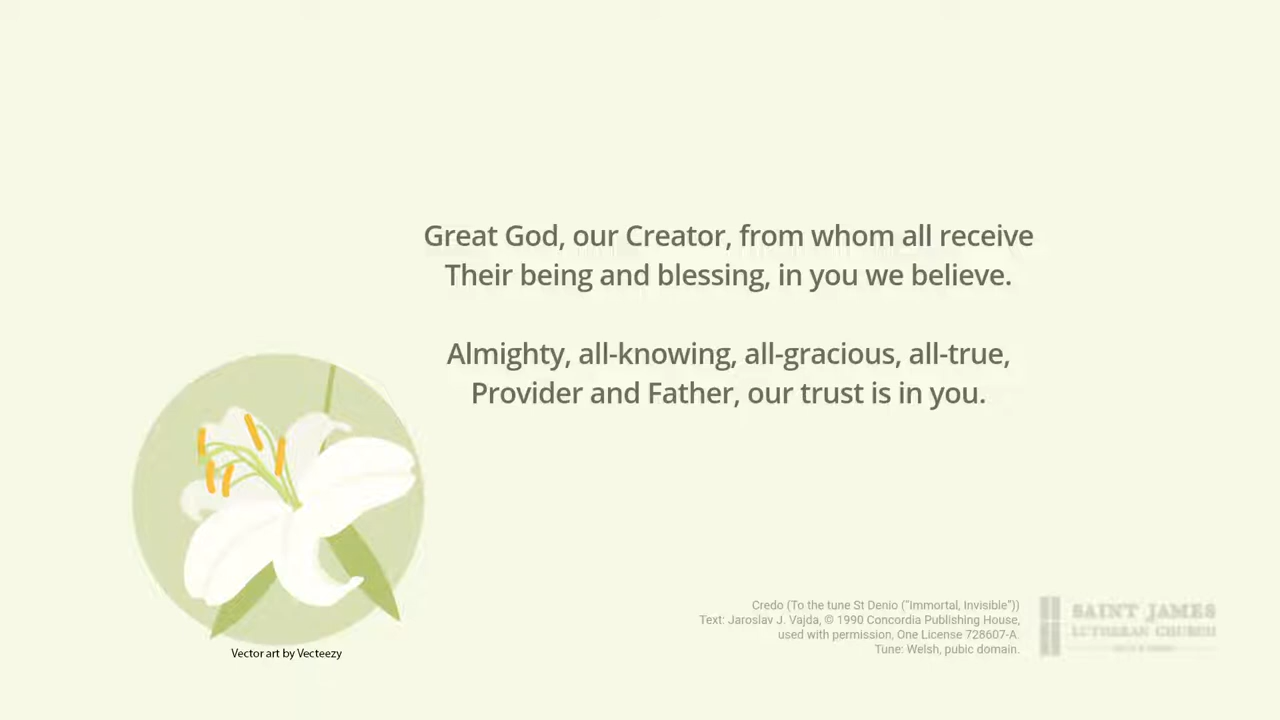 Great God, our Creator, from whom all receive
Their being and blessing, in you we believe.
Almighty, all-knowing, all-gracious, all-true,
Provider and Father, our trust is in you.
Vector art by Vecteezy
Credo (To the tune St Denio (“Immortal, Invisible”))
Text: Jaroslav J. Vajda, © 1990 Concordia Publishing House,
used with permission, One License 728607-A.
Tune: Welsh, pubic domain.
SAINT JAMES
LUTHERAN CHURCH